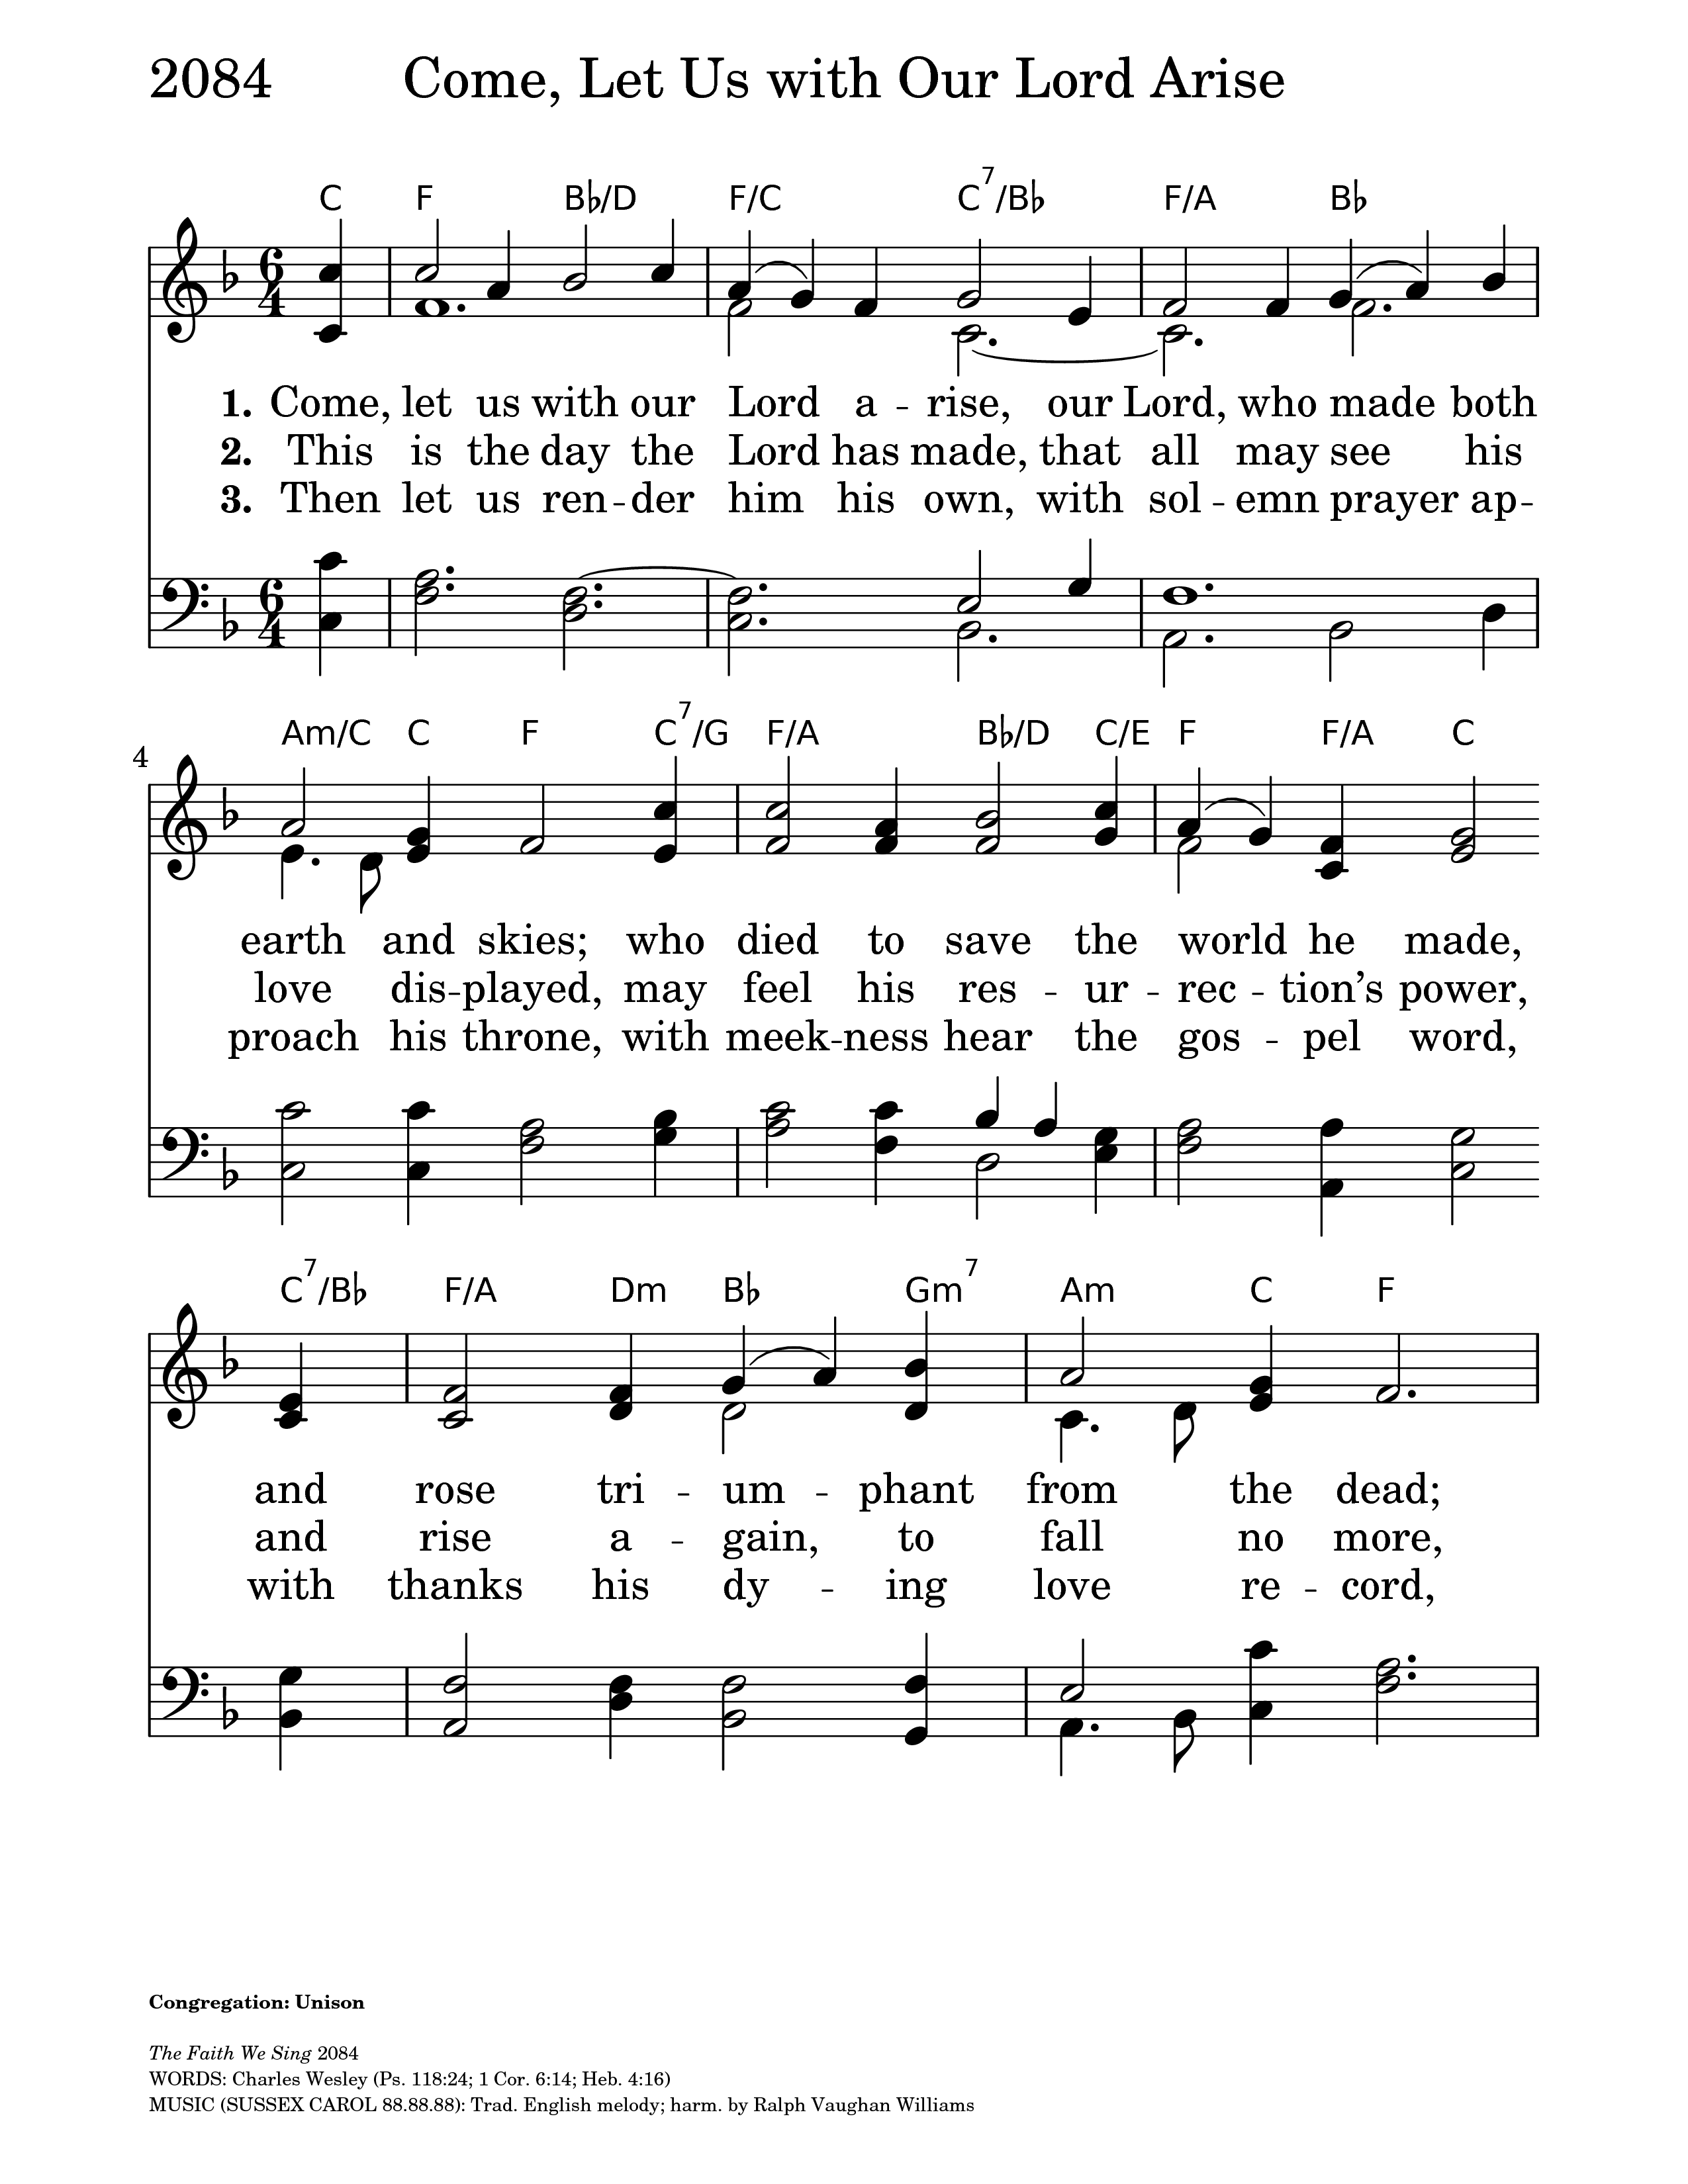 2084 Come, Let Us with Our Lord Arise
C F B♭/D F/C C7/B♭ F/A B♭
6 4
1. Come, let us with our Lord a - rise, our Lord, who made both
2. This is the day the Lord has made, that all may see his
3. Then let us ren - der him his own, with sol - emn prayer ap -
6 4
Am/C C F C7/G F/A B♭/D C/E F F/A C
4
earth and skies; who died to save the world he made,
love dis - played, may feel his res - ur - rec - tion’s power,
proach his throne, with meek - ness hear the gos - pel word,
C7/B♭ F/A Dm B♭ Gm7 Am C F
and rose tri - um - phant from the dead;
and rise a - gain, to fall no more,
with thanks his dy - ing love re - cord,
Congregation: Unison
The Faith We Sing 2084
WORDS: Charles Wesley (Ps. 118:24; 1 Cor. 6:14; Heb. 4:16)
MUSIC (SUSSEX CAROL 88.88.88): Trad. English melody; harm. by Ralph Vaughan Williams